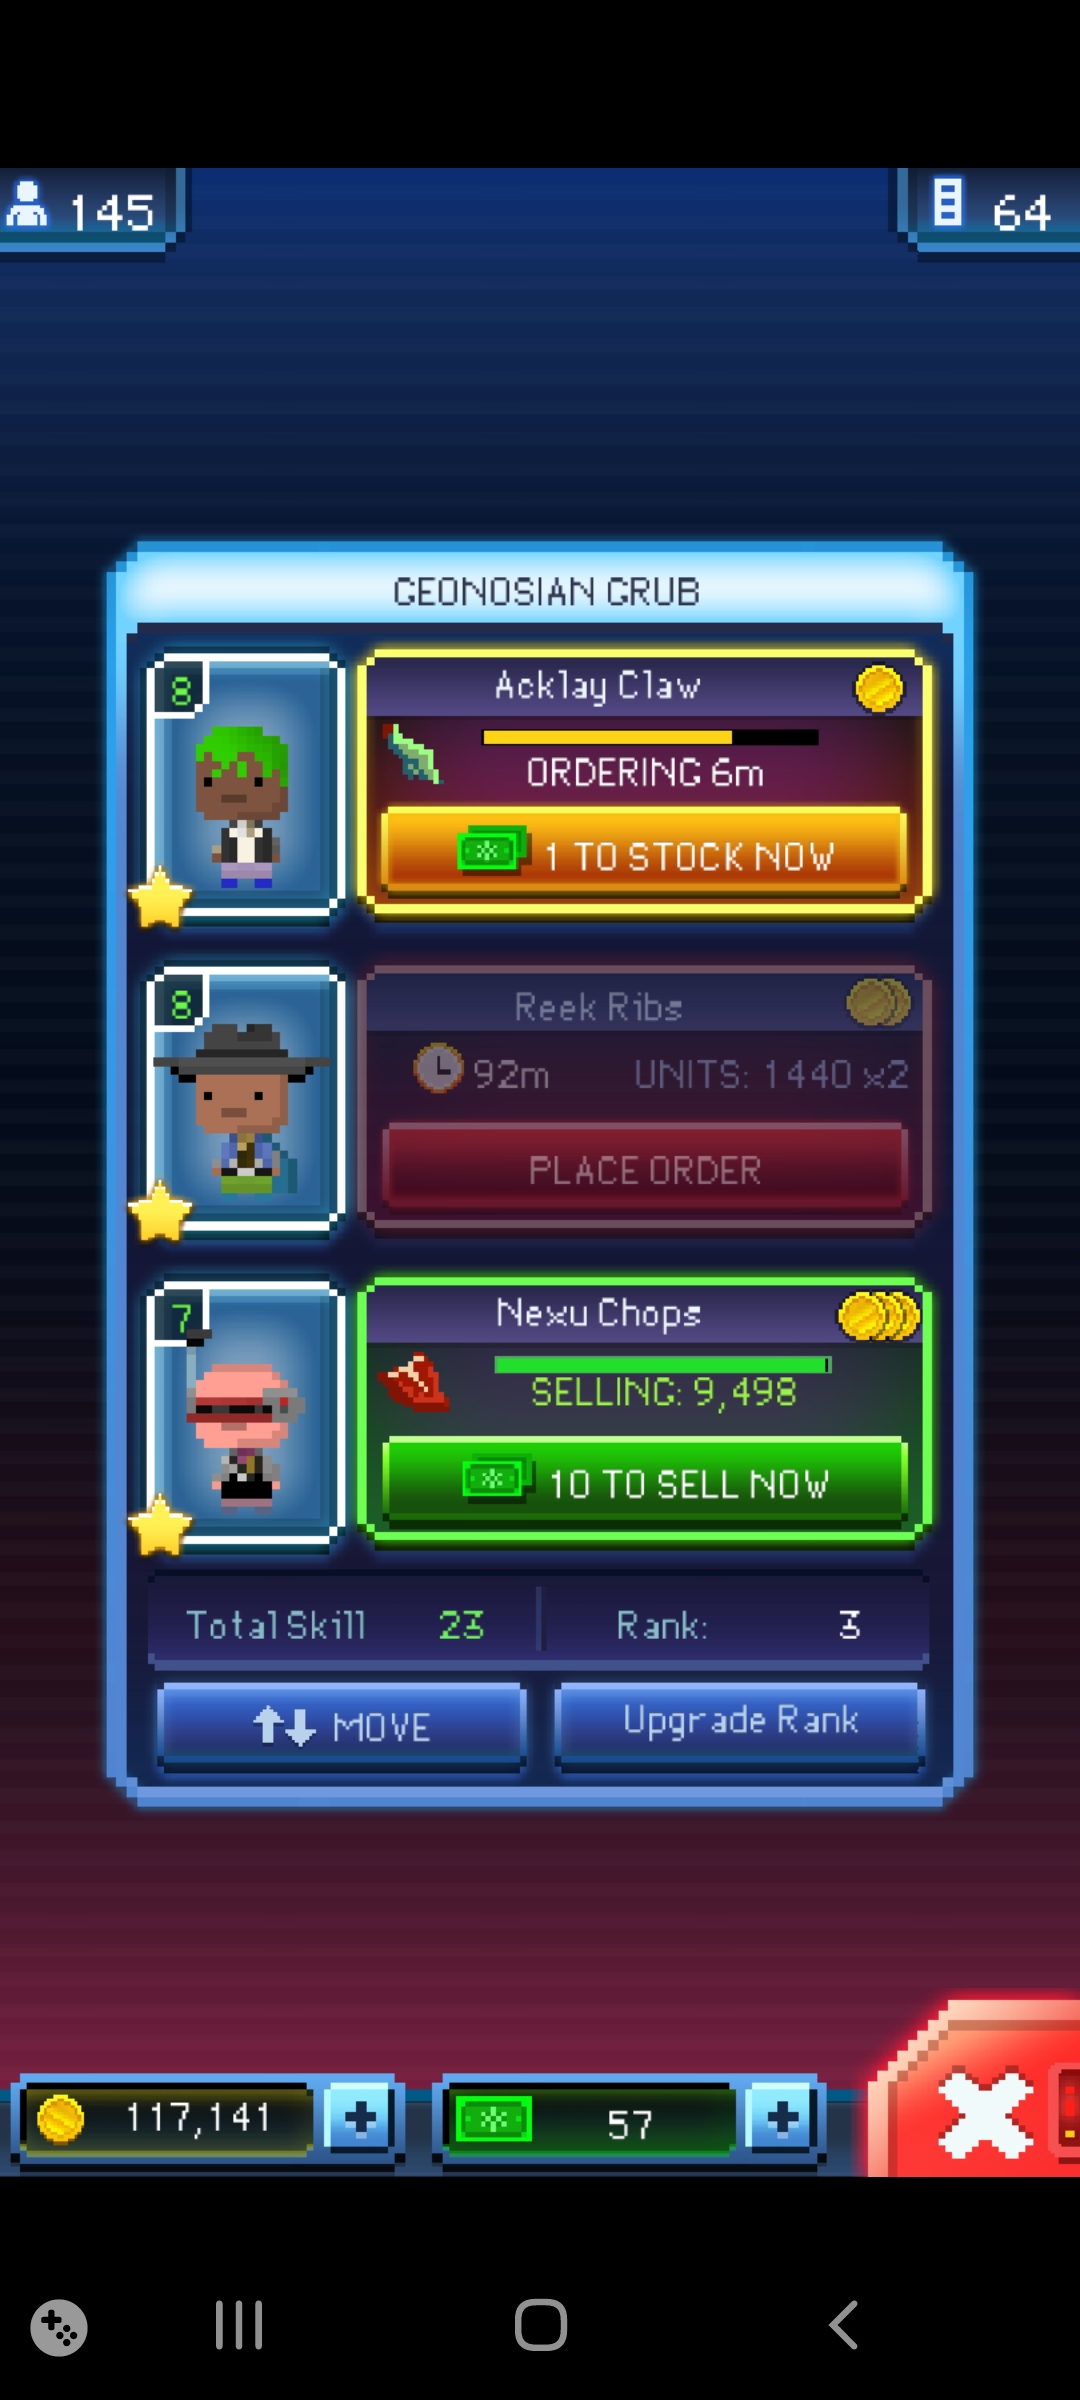 145
64
GEONOSIAN GRUB
8
Acklay Claw
ORDERING 6m
1 TO STOCK NOW
8
Reek Ribs
92m UNITS: 1440 x2
PLACE ORDER
7
Nexu Chops
SELLING: 9,498
10 TO SELL NOW
Total Skill 23 Rank: 3
MOVE Upgrade Rank
117,141 + 57 +